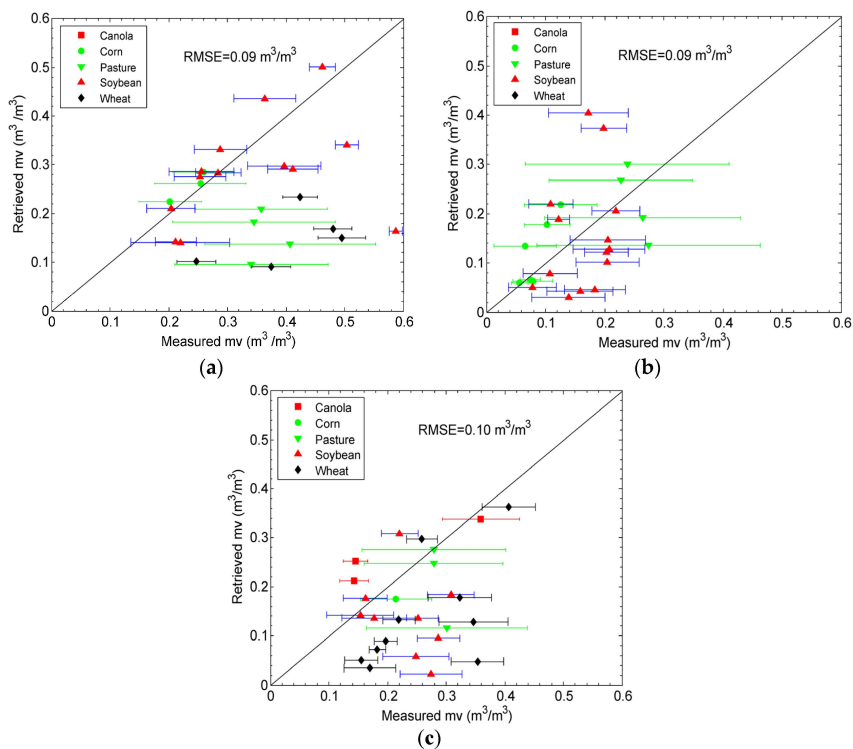 0.6
0.5
0.4
0.3
0.2
0.1
0
0 0.1 0.2 0.3 0.4 0.5 0.6
Retrieved mv (m³/m³)
Measured mv (m³/m³)
Canola
Corn
Pasture
Soybean
Wheat
RMSE=0.09 m³/m³
(a)
0.6
0.5
0.4
0.3
0.2
0.1
0
0 0.1 0.2 0.3 0.4 0.5 0.6
Retrieved mv (m³/m³)
Measured mv (m³/m³)
Canola
Corn
Pasture
Soybean
Wheat
RMSE=0.09 m³/m³
(b)
0.6
0.5
0.4
0.3
0.2
0.1
0
0 0.1 0.2 0.3 0.4 0.5 0.6
Retrieved mv (m³/m³)
Measured mv (m³/m³)
Canola
Corn
Pasture
Soybean
Wheat
RMSE=0.10 m³/m³
(c)